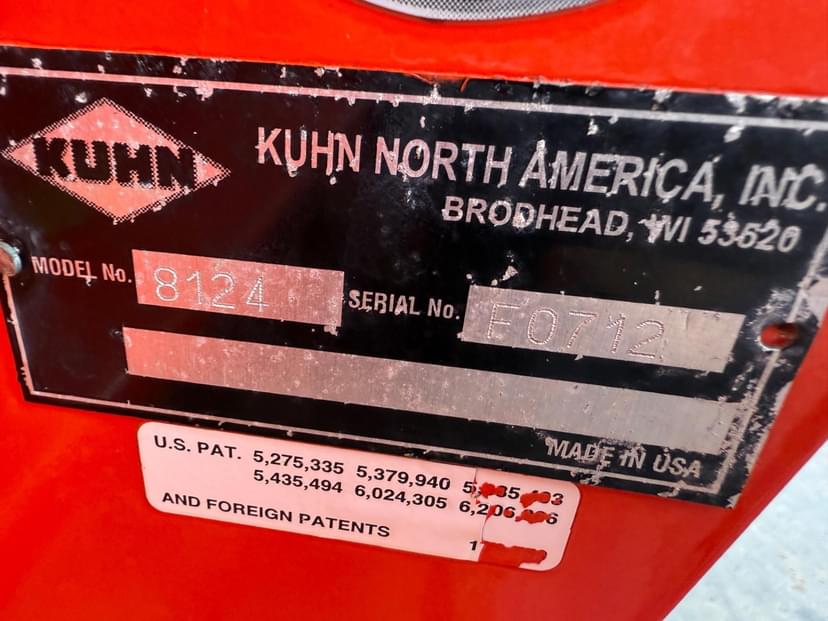 KUHN
KUHN NORTH AMERICA, INC.
BRODHEAD, WI 53520
MODEL No. 8124 SERIAL No. F0712
MADE IN USA
U.S. PAT. 5,275,335 5,379,940
5,435,494 6,024,305
AND FOREIGN PATENTS